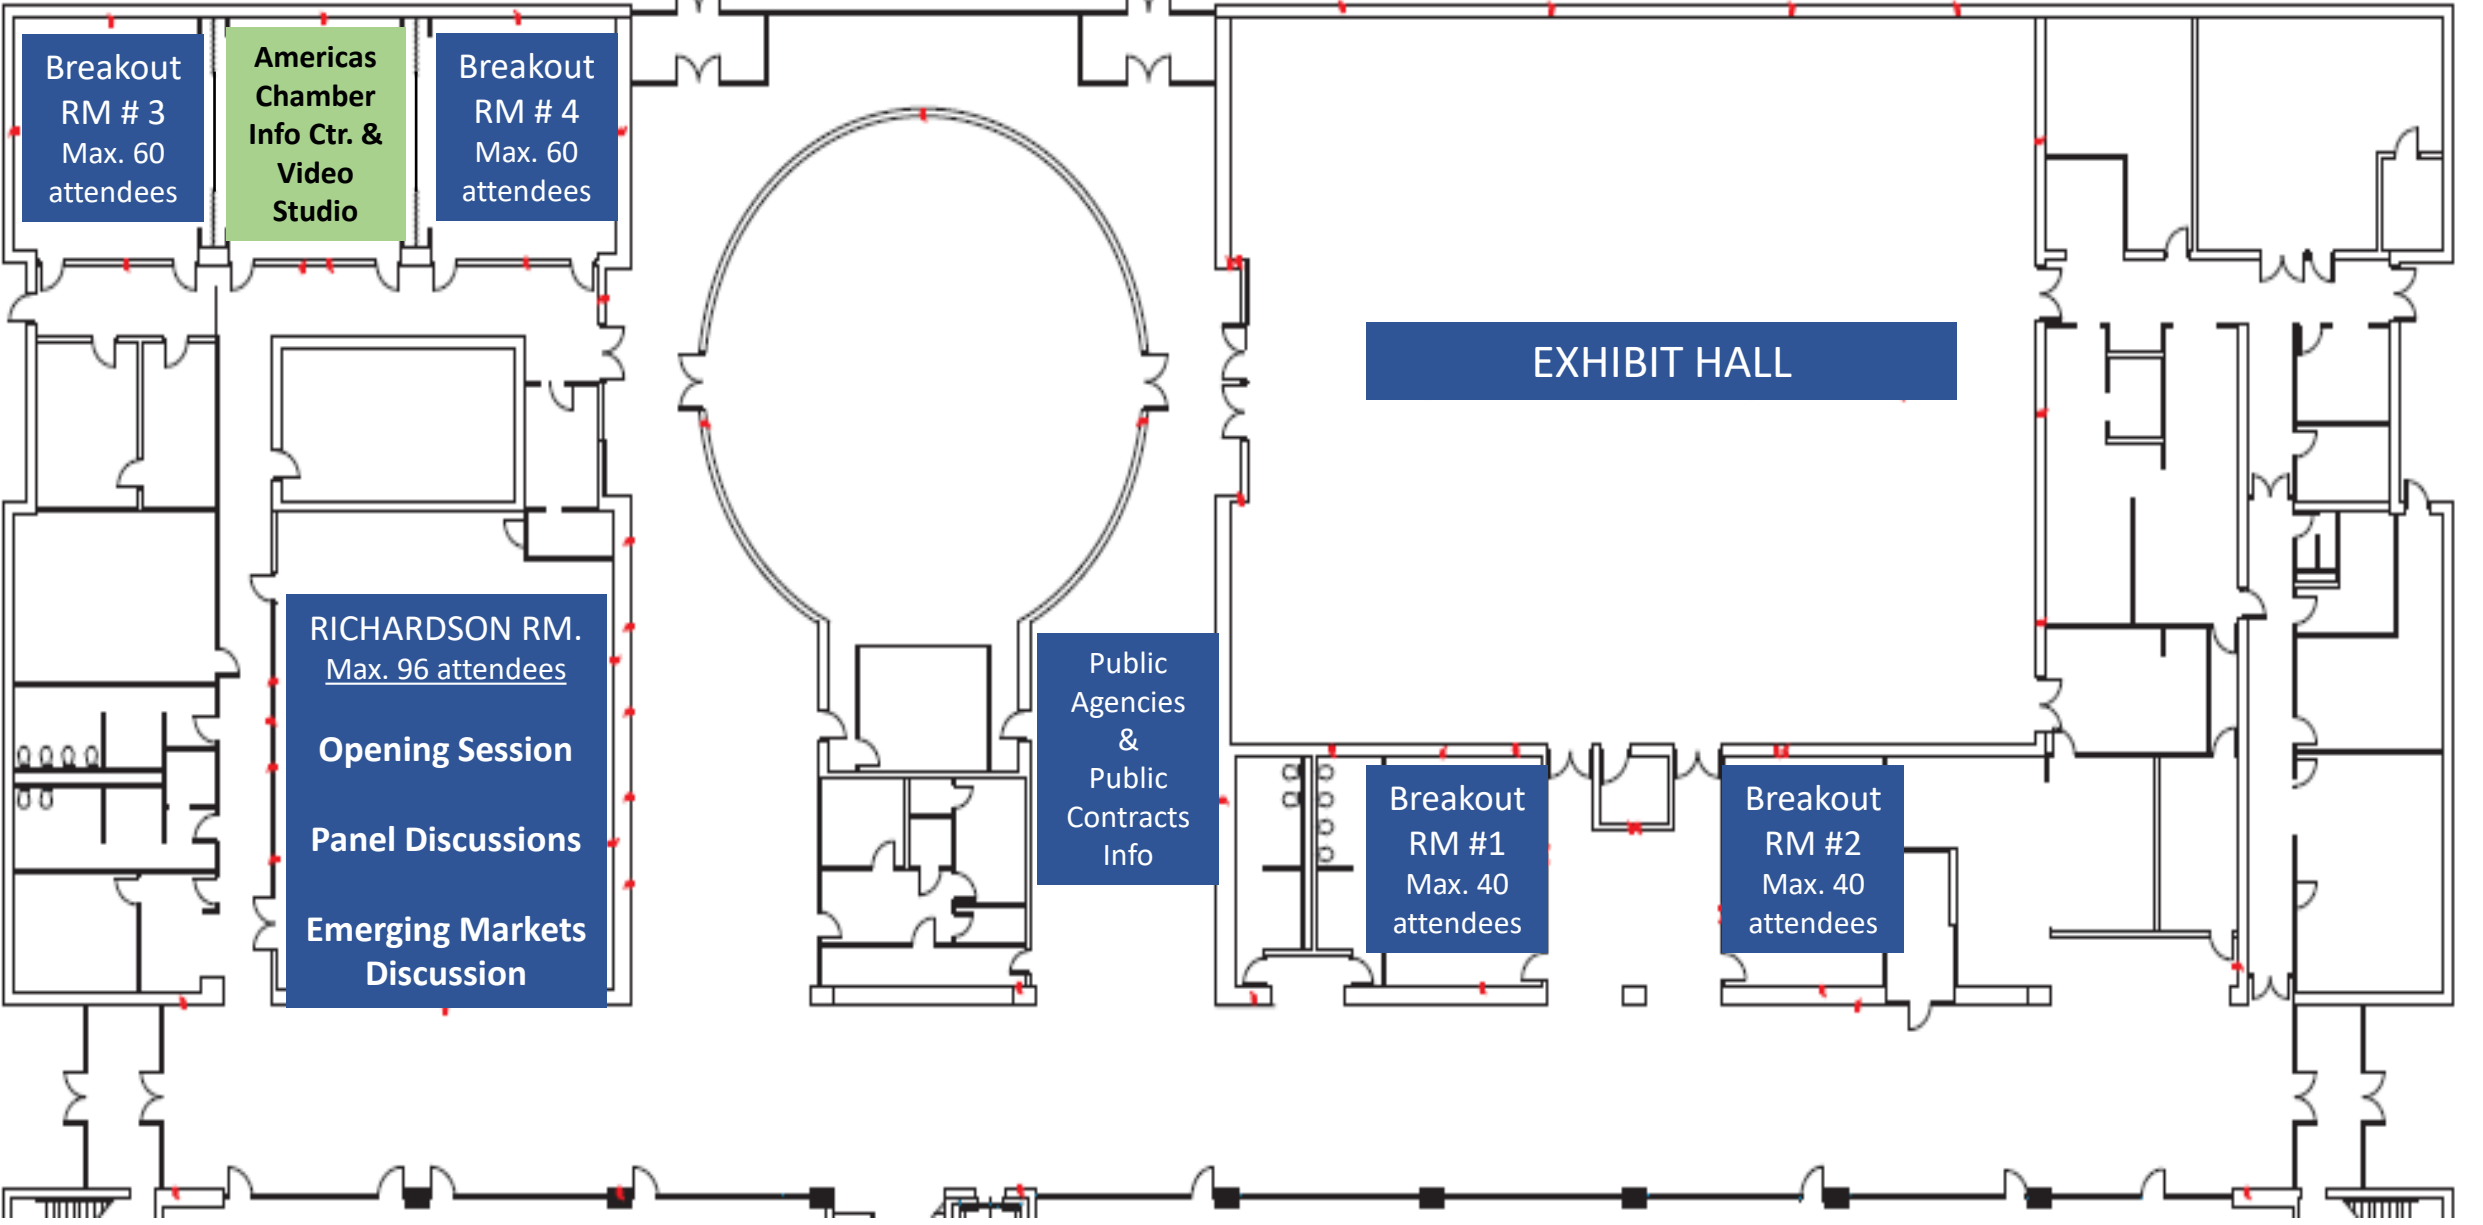 Breakout
RM # 3
Max. 60
attendees
Americas
Chamber
Info Ctr. &
Video
Studio
Breakout
RM # 4
Max. 60
attendees
EXHIBIT HALL
RICHARDSON RM.
Max. 96 attendees
Opening Session
Panel Discussions
Emerging Markets
Discussion
Public
Agencies
&
Public
Contracts
Info
Breakout
RM #1
Max. 40
attendees
Breakout
RM #2
Max. 40
attendees